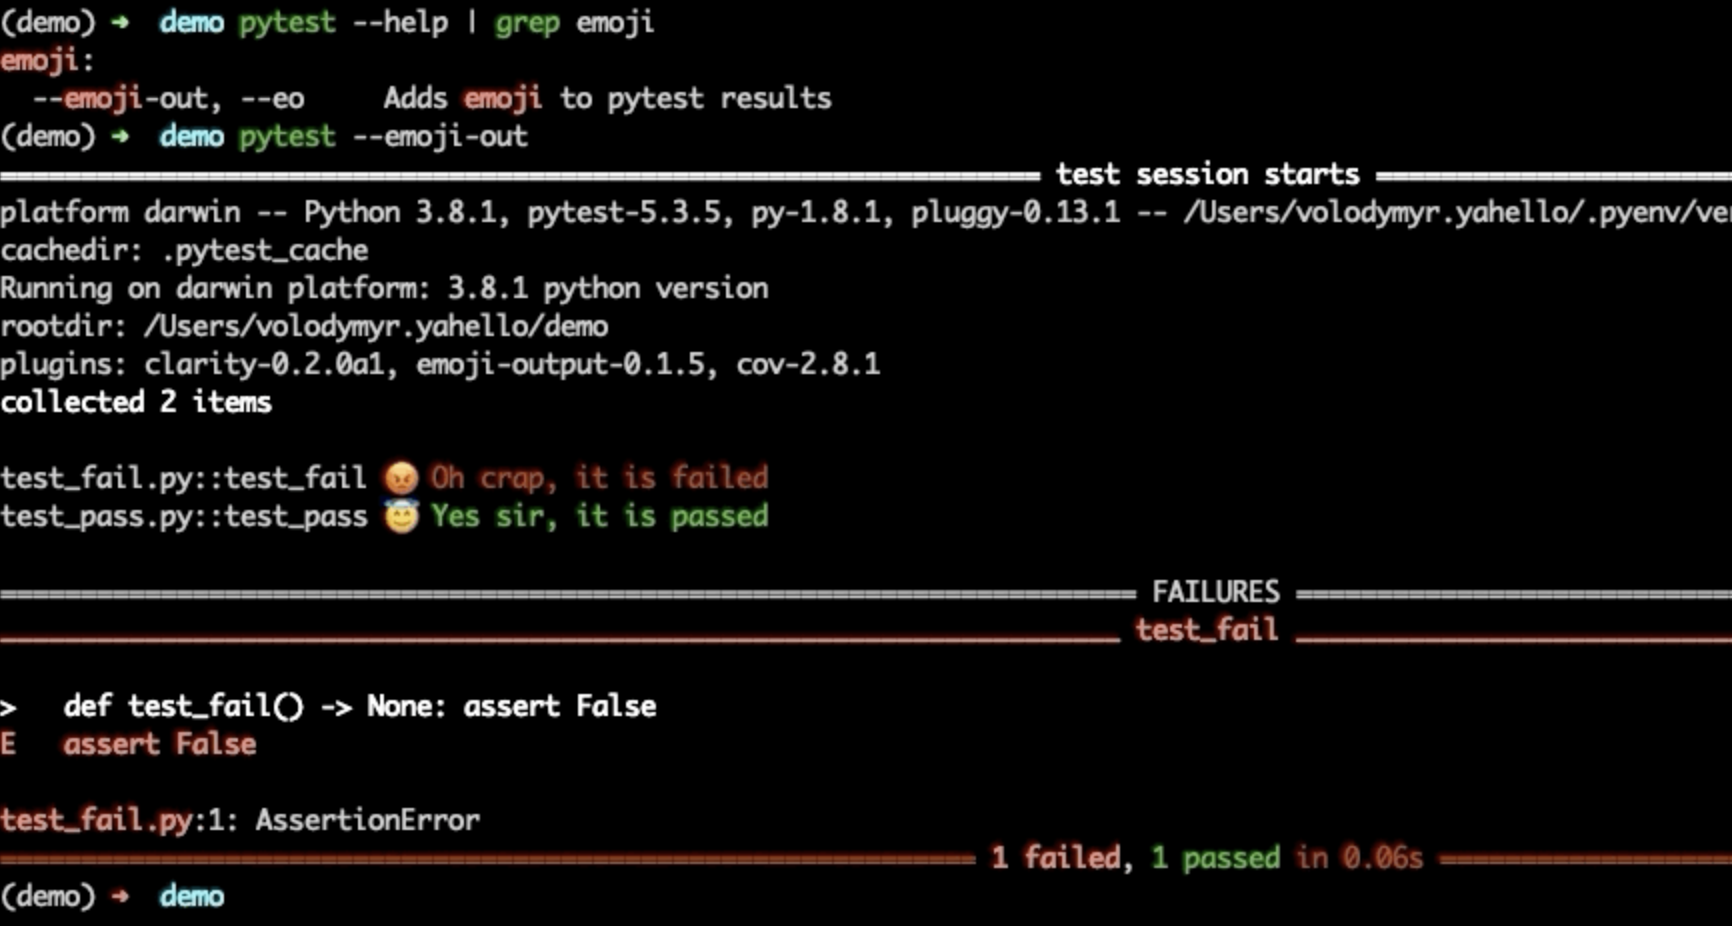 (demo) ➜  demo pytest --help | grep emoji
emoji:
  --emoji-out, --eo     Adds emoji to pytest results
(demo) ➜  demo pytest --emoji-out
test session starts
platform darwin -- Python 3.8.1, pytest-5.3.5, py-1.8.1, pluggy-0.13.1 -- /Users/volodymyr.yahello/.pyenv/ve
cachedir: .pytest_cache
Running on darwin platform: 3.8.1 python version
rootdir: /Users/volodymyr.yahello/demo
plugins: clarity-0.2.0a1, emoji-output-0.1.5, cov-2.8.1
collected 2 items
test_fail.py::test_fail 😡 Oh crap, it is failed
test_pass.py::test_pass 😇 Yes sir, it is passed
FAILURES
test_fail
>   def test_fail() -> None: assert False
E   assert False
test_fail.py:1: AssertionError
1 failed, 1 passed in 0.06s
(demo) ➜  demo